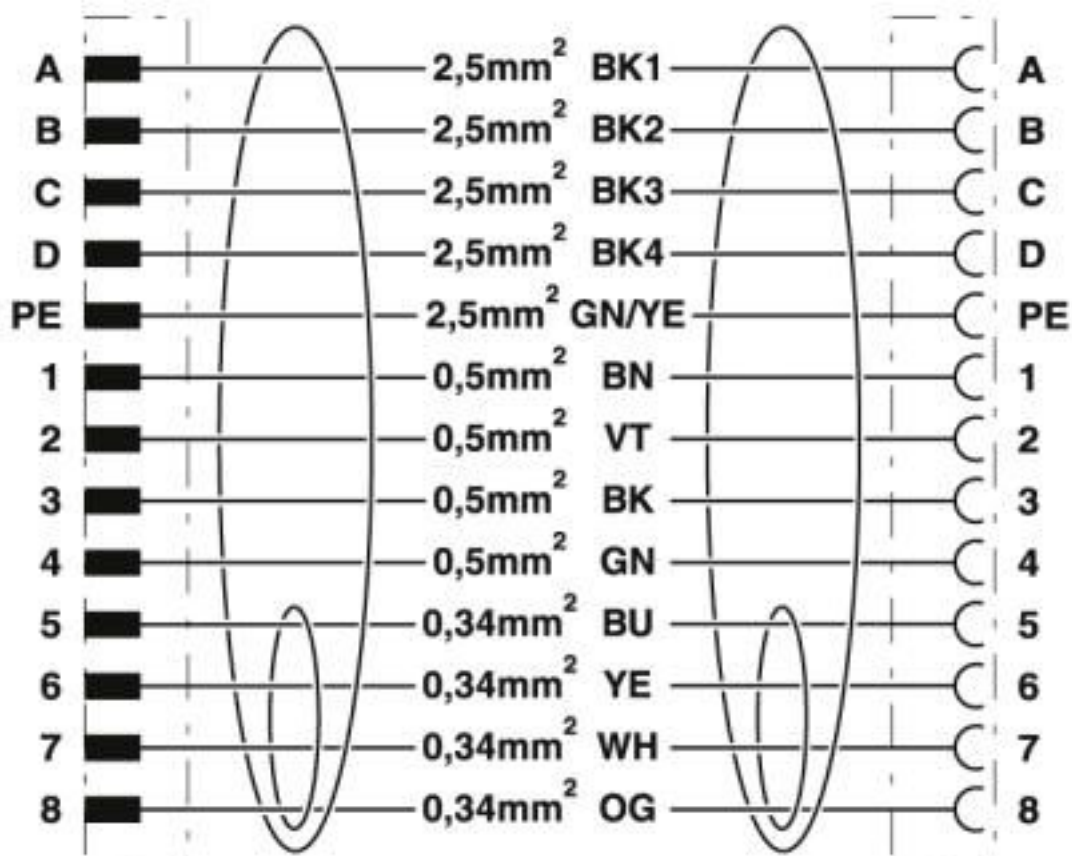 A 2,5mm² BK1 A
B 2,5mm² BK2 B
C 2,5mm² BK3 C
D 2,5mm² BK4 D
PE 2,5mm² GN/YE PE
1 0,5mm² BN 1
2 0,5mm² VT 2
3 0,5mm² BK 3
4 0,5mm² GN 4
5 0,34mm² BU 5
6 0,34mm² YE 6
7 0,34mm² WH 7
8 0,34mm² OG 8